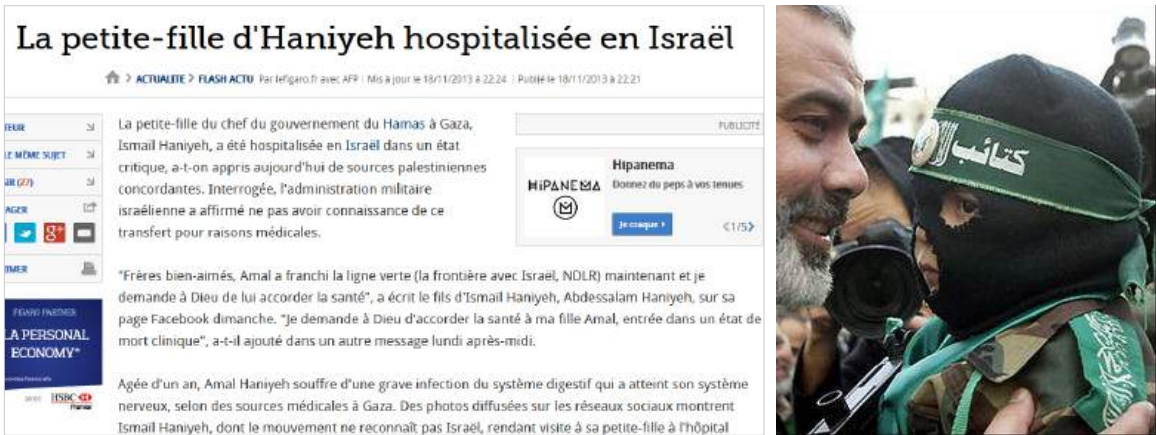 La petite-fille d'Haniyeh hospitalisée en Israël
> ACTUALITE > FLASH ACTU Par lefigaro.fr avec AFP | Mis à jour le 18/11/2013 à 22:24 | Publié le 18/11/2013 à 22:21
TEUR
LE MÊME SUJET
(27)
AGER
IMER
La petite-fille du chef du gouvernement du Hamas à Gaza,
Ismaïl Haniyeh, a été hospitalisée en Israël dans un état
critique, a-t-on appris aujourd'hui de sources palestiniennes
concordantes. Interrogée, l'administration militaire
israélienne a affirmé ne pas avoir connaissance de ce
transfert pour raisons médicales.
PUBLICITÉ
HIPANEMA
Hipanema
Donnez du peps à vos tenues
Je craque >
<1/5>
"Frères bien-aimés, Amal a franchi la ligne verte (la frontière avec Israël, NDLR) maintenant et je
demande à Dieu de lui accorder la santé", a écrit le fils d'Ismaïl Haniyeh, Abdessalam Haniyeh, sur sa
page Facebook dimanche. "Je demande à Dieu d'accorder la santé à ma fille Amal, entrée dans un état de
mort clinique", a-t-il ajouté dans un autre message lundi après-midi.
FIGARO PARTNER
LA PERSONAL
ECONOMY*
HSBC
Premier
Agée d'un an, Amal Haniyeh souffre d'une grave infection du système digestif qui a atteint son système
nerveux, selon des sources médicales à Gaza. Des photos diffusées sur les réseaux sociaux montrent
Ismaïl Haniyeh, dont le mouvement ne reconnaît pas Israël, rendant visite à sa petite-fille à l'hôpital
كتائب